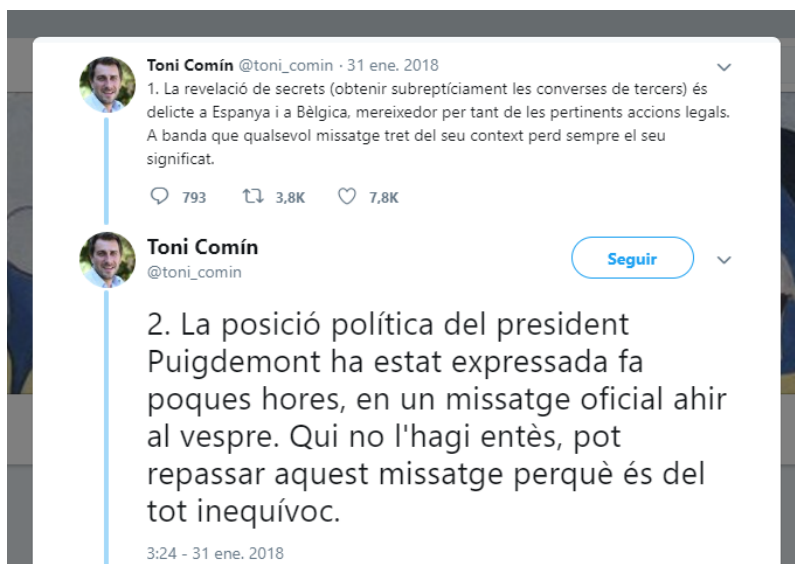 Toni Comín @toni_comin · 31 ene. 2018
1. La revelació de secrets (obtenir subreptíciament les converses de tercers) és
delicte a Espanya i a Bèlgica, mereixedor per tant de les pertinents accions legals.
A banda que qualsevol missatge tret del seu context perd sempre el seu
significat.
793 3,8K 7,8K
Toni Comín
@toni_comin
Seguir
2. La posició política del president
Puigdemont ha estat expressada fa
poques hores, en un missatge oficial ahir
al vespre. Qui no l'hagi entès, pot
repassar aquest missatge perquè és del
tot inequívoc.
3:24 - 31 ene. 2018